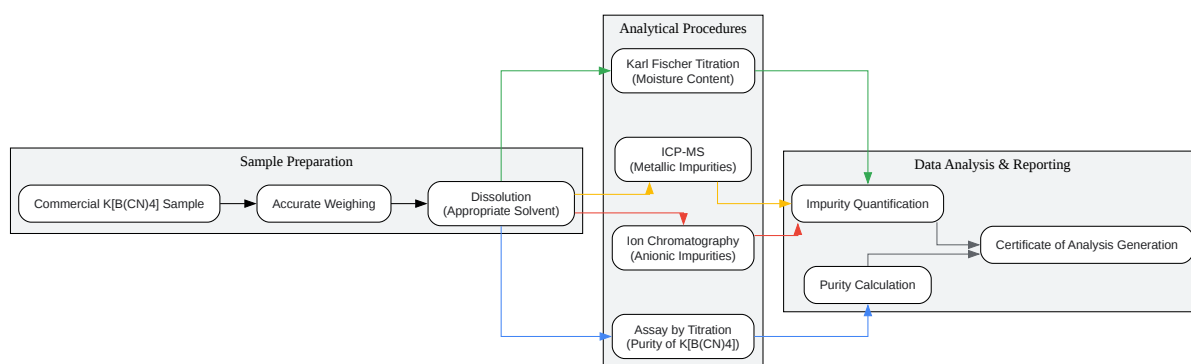 Analytical Procedures
Karl Fischer Titration
(Moisture Content)
ICP-MS
(Metallic Impurities)
Ion Chromatography
(Anionic Impurities)
Assay by Titration
(Purity of K[B(CN)4])
Sample Preparation
Commercial K[B(CN)4] Sample
Accurate Weighing
Dissolution
(Appropriate Solvent)
Data Analysis & Reporting
Impurity Quantification
Certificate of Analysis Generation
Purity Calculation